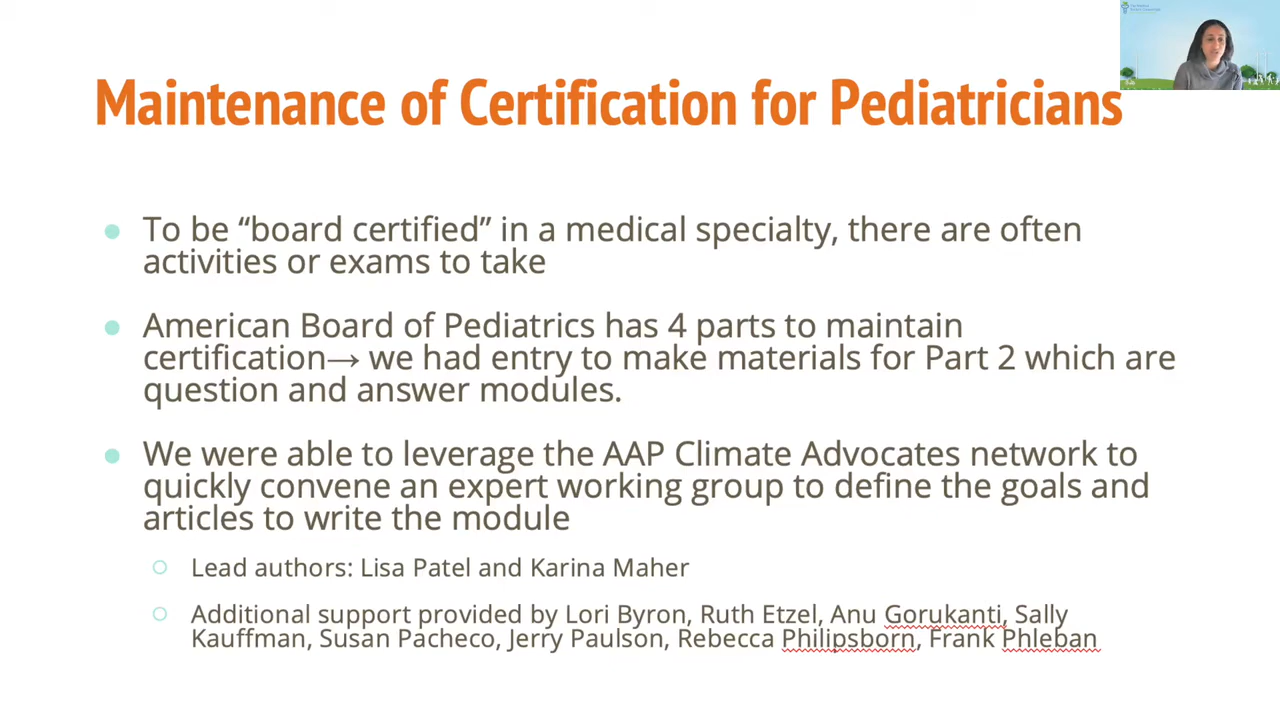 Maintenance of Certification for Pediatricians
● To be “board certified” in a medical specialty, there are often
activities or exams to take
● American Board of Pediatrics has 4 parts to maintain
certification→ we had entry to make materials for Part 2 which are
question and answer modules.
● We were able to leverage the AAP Climate Advocates network to
quickly convene an expert working group to define the goals and
articles to write the module
○ Lead authors: Lisa Patel and Karina Maher
○ Additional support provided by Lori Byron, Ruth Etzel, Anu Gorukanti, Sally
Kauffman, Susan Pacheco, Jerry Paulson, Rebecca Philipsborn, Frank Phleban